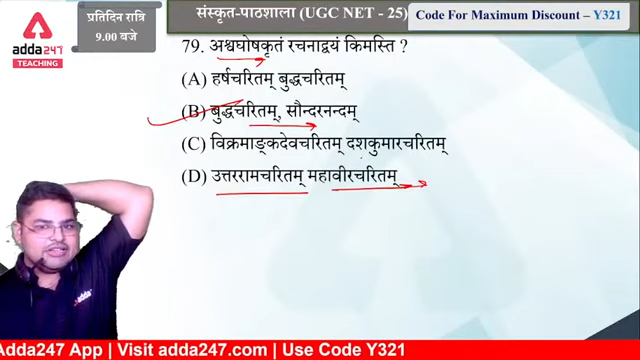 adda247
TEACHING
प्रतिदिन रात्रि
9.00 बजे
संस्कृत-पाठशाला (UGC NET - 25)
Code For Maximum Discount – Y321
79. अश्वघोषकृतं रचनाद्वयं किमस्ति ?
(A) हर्षचरितम् बुद्धचरितम्
(B) बुद्धचरितम्, सौन्दरनन्दम्
(C) विक्रमाङ्कदेवचरितम् दशकुमारचरितम्
(D) उत्तररामचरितम् महावीरचरितम्
adda
Adda247 App | Visit adda247.com | Use Code Y321